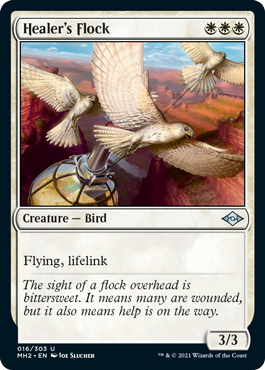 Healer's Flock
Creature — Bird
Flying, lifelink
The sight of a flock overhead is
bittersweet. It means many are wounded,
but it also means help is on the way.
3/3
016/303 U
MH2 • EN Joe Slucher
™ & © 2021 Wizards of the Coast